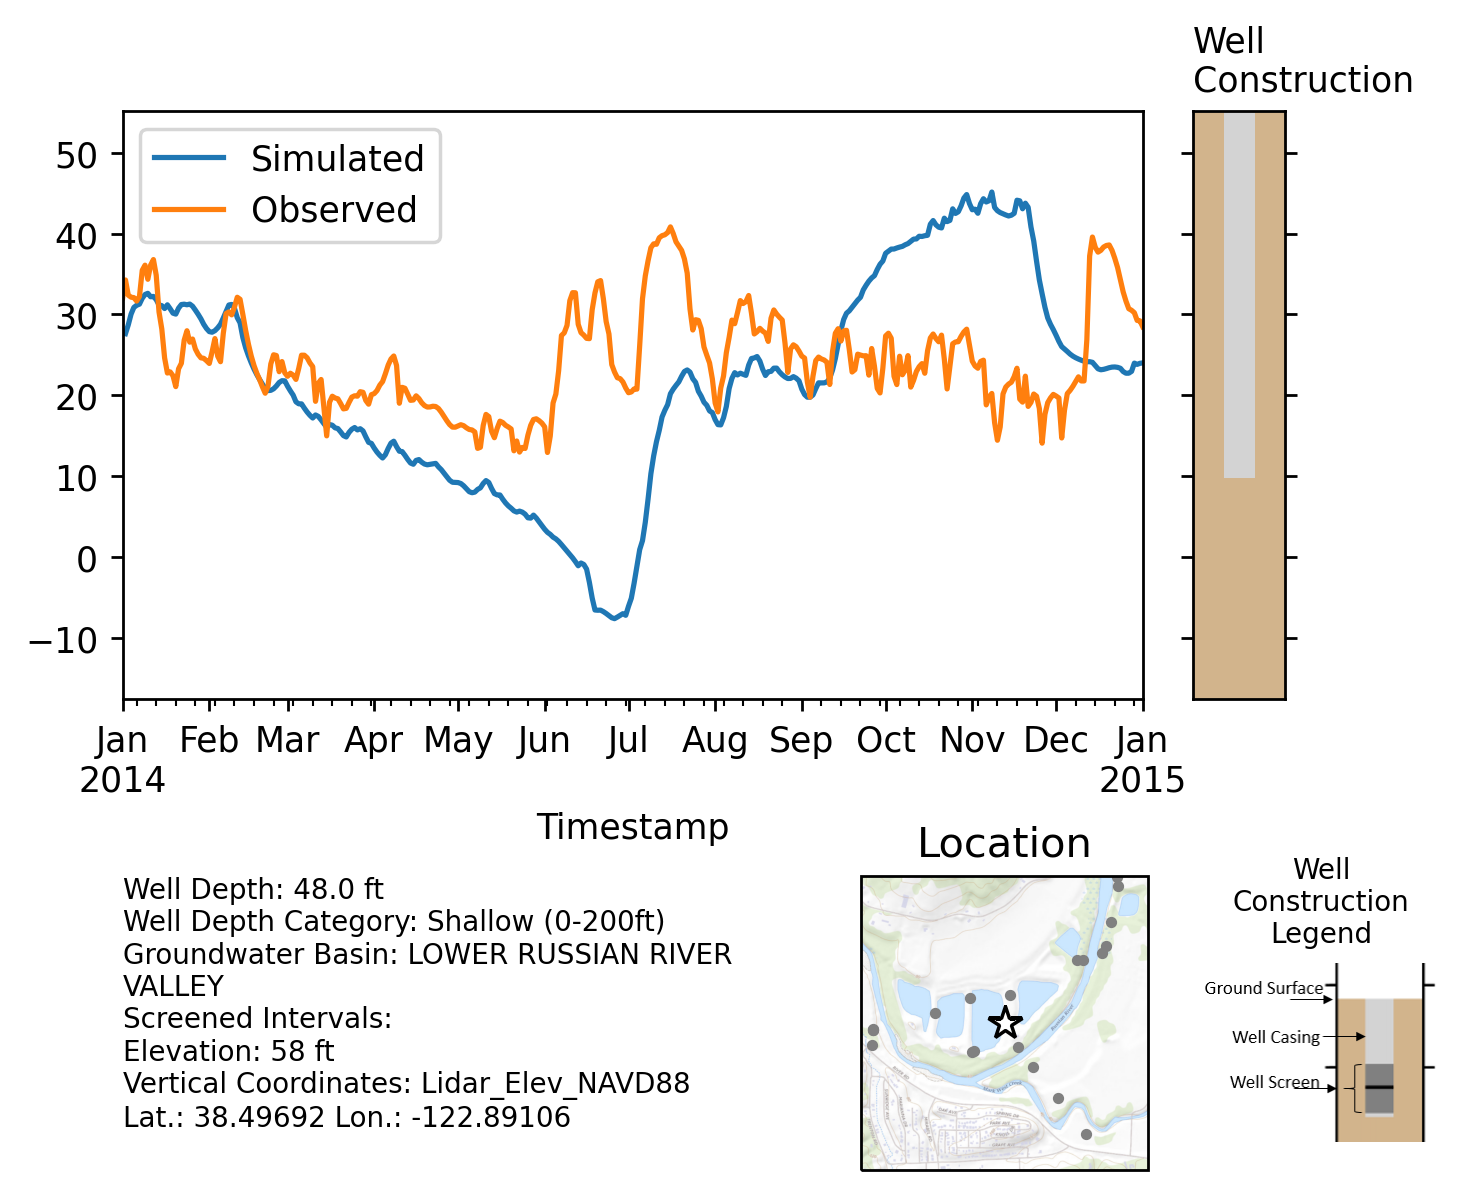 Well
Construction
50
40
30
20
10
0
−10
Simulated
Observed
Jan
2014
Feb
Mar
Apr
May
Jun
Jul
Aug
Sep
Oct
Nov
Dec
Jan
2015
Timestamp
Well Depth: 48.0 ft
Well Depth Category: Shallow (0-200ft)
Groundwater Basin: LOWER RUSSIAN RIVER
VALLEY
Screened Intervals:
Elevation: 58 ft
Vertical Coordinates: Lidar_Elev_NAVD88
Lat.: 38.49692 Lon.: -122.89106
Location
Well
Construction
Legend
Ground Surface
Well Casing
Well Screen